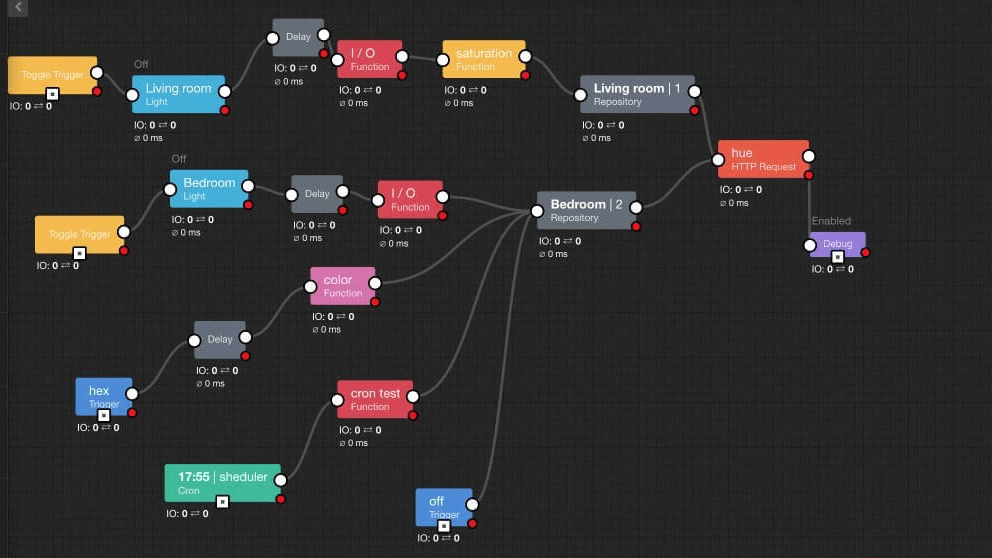 Delay
IO: 0 ⇄ 0
⌀ 0 ms
I / O
Function
IO: 0 ⇄ 0
⌀ 0 ms
saturation
Function
IO: 0 ⇄ 0
⌀ 0 ms
Toggle Trigger
IO: 0 ⇄ 0
Off
Living room
Light
IO: 0 ⇄ 0
⌀ 0 ms
Living room | 1
Repository
IO: 0 ⇄ 0
⌀ 0 ms
hue
HTTP Request
IO: 0 ⇄ 0
⌀ 0 ms
Off
Bedroom
Light
IO: 0 ⇄ 0
⌀ 0 ms
Delay
IO: 0 ⇄ 0
⌀ 0 ms
I / O
Function
IO: 0 ⇄ 0
⌀ 0 ms
Bedroom | 2
Repository
IO: 0 ⇄ 0
⌀ 0 ms
Toggle Trigger
IO: 0 ⇄ 0
Enabled
Debug
IO: 0 ⇄ 0
color
Function
IO: 0 ⇄ 0
⌀ 0 ms
Delay
IO: 0 ⇄ 0
⌀ 0 ms
hex
Trigger
IO: 0 ⇄ 0
cron test
Function
IO: 0 ⇄ 0
⌀ 0 ms
17:55 | sheduler
Cron
IO: 0 ⇄ 0
off
Trigger
IO: 0 ⇄ 0